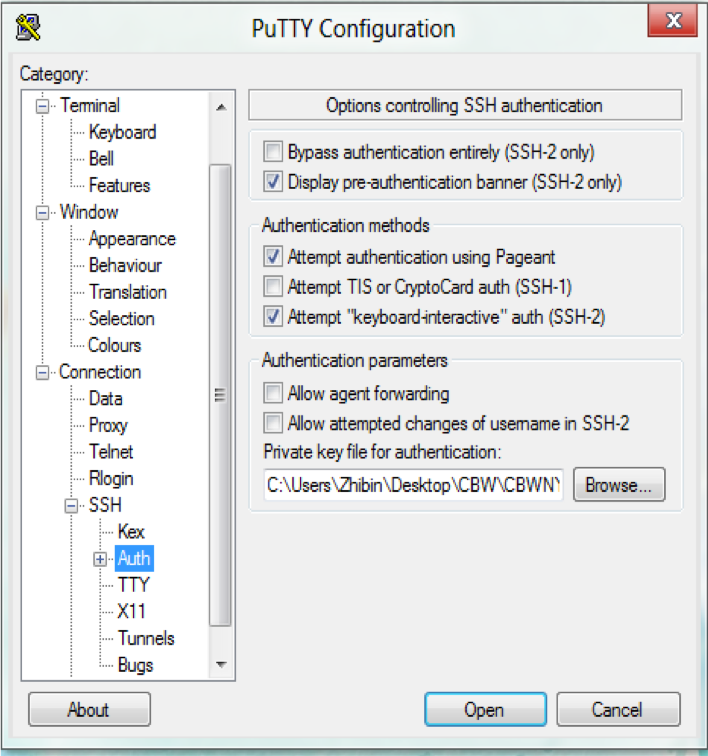 PuTTY Configuration
X
Category:
Terminal
Keyboard
Bell
Features
Window
Appearance
Behaviour
Translation
Selection
Colours
Connection
Data
Proxy
Telnet
Rlogin
SSH
Kex
Auth
TTY
X11
Tunnels
Bugs
Options controlling SSH authentication
Bypass authentication entirely (SSH-2 only)
Display pre-authentication banner (SSH-2 only)
Authentication methods
Attempt authentication using Pageant
Attempt TIS or CryptoCard auth (SSH-1)
Attempt "keyboard-interactive" auth (SSH-2)
Authentication parameters
Allow agent forwarding
Allow attempted changes of username in SSH-2
Private key file for authentication:
C:\Users\Zhibin\Desktop\CBW\CBWNY
Browse...
About
Open
Cancel